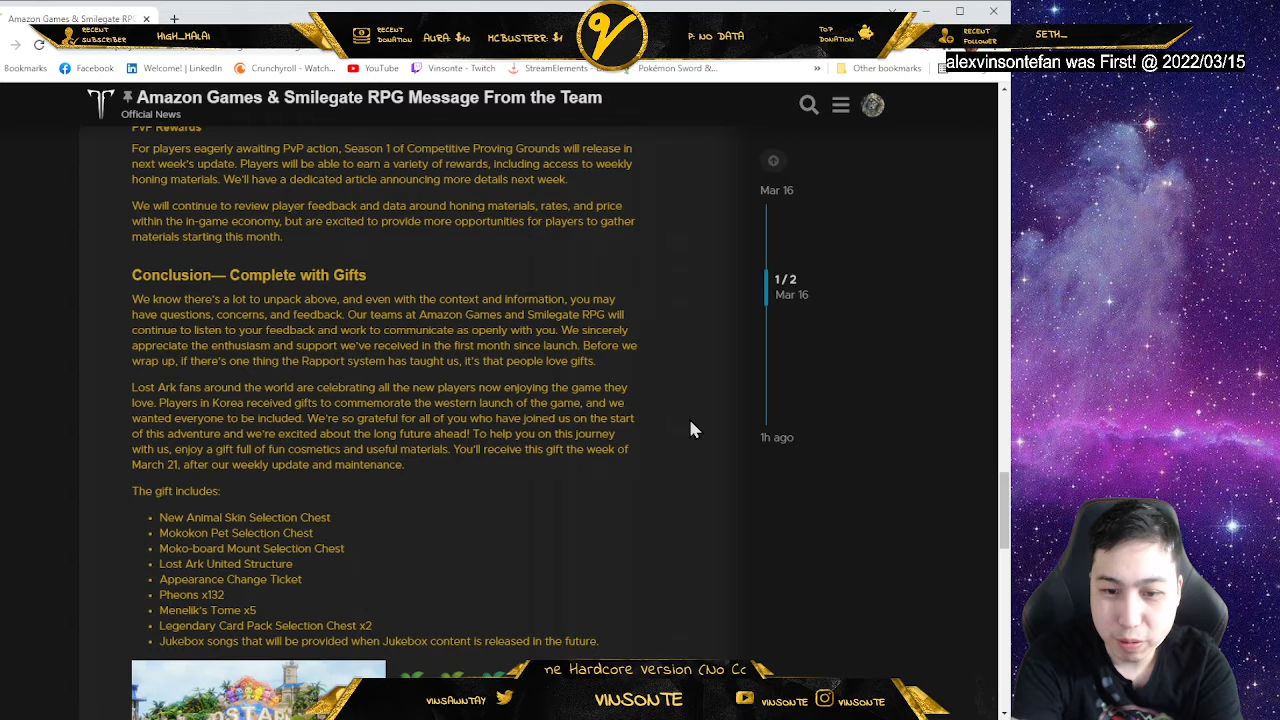 Amazon Games & Smilegate RPG
RECENT SUBSCRIBER
HIGH_MALAI
RECENT DONATION
AURA: $40
MCBUSTERR: $4
P: NO DATA
TOP DONATION
RECENT FOLLOWER
SETH_
alexvinsontefan was First! @ 2022/03/15
Bookmarks
Facebook
Welcome! | LinkedIn
Crunchyroll - Watch...
YouTube
Vinsonte - Twitch
StreamElements -
Pokémon Sword &...
»
Other bookmarks
Amazon Games & Smilegate RPG Message From the Team
Official News
PvP Rewards
For players eagerly awaiting PvP action, Season 1 of Competitive Proving Grounds will release in
next week's update. Players will be able to earn a variety of rewards, including access to weekly
honing materials. We'll have a dedicated article announcing more details next week.
We will continue to review player feedback and data around honing materials, rates, and price
within the in-game economy, but are excited to provide more opportunities for players to gather
materials starting this month.
Conclusion— Complete with Gifts
We know there's a lot to unpack above, and even with the context and information, you may
have questions, concerns, and feedback. Our teams at Amazon Games and Smilegate RPG will
continue to listen to your feedback and work to communicate as openly with you. We sincerely
appreciate the enthusiasm and support we've received in the first month since launch. Before we
wrap up, if there's one thing the Rapport system has taught us, it's that people love gifts.
Lost Ark fans around the world are celebrating all the new players now enjoying the game they
love. Players in Korea received gifts to commemorate the western launch of the game, and we
wanted everyone to be included. We're so grateful for all of you who have joined us on the start
of this adventure and we're excited about the long future ahead! To help you on this journey
with us, enjoy a gift full of fun cosmetics and useful materials. You'll receive this gift the week of
March 21, after our weekly update and maintenance.
The gift includes:
• New Animal Skin Selection Chest
• Mokokon Pet Selection Chest
• Moko-board Mount Selection Chest
• Lost Ark United Structure
• Appearance Change Ticket
• Pheons x132
• Menelik's Tome x5
• Legendary Card Pack Selection Chest x2
• Jukebox songs that will be provided when Jukebox content is released in the future.
Mar 16
1 / 2
Mar 16
1h ago
ne Hardcore version (No Cc
VINSAWNTAY
VINSONTE
VINSONTE
VINSONTE